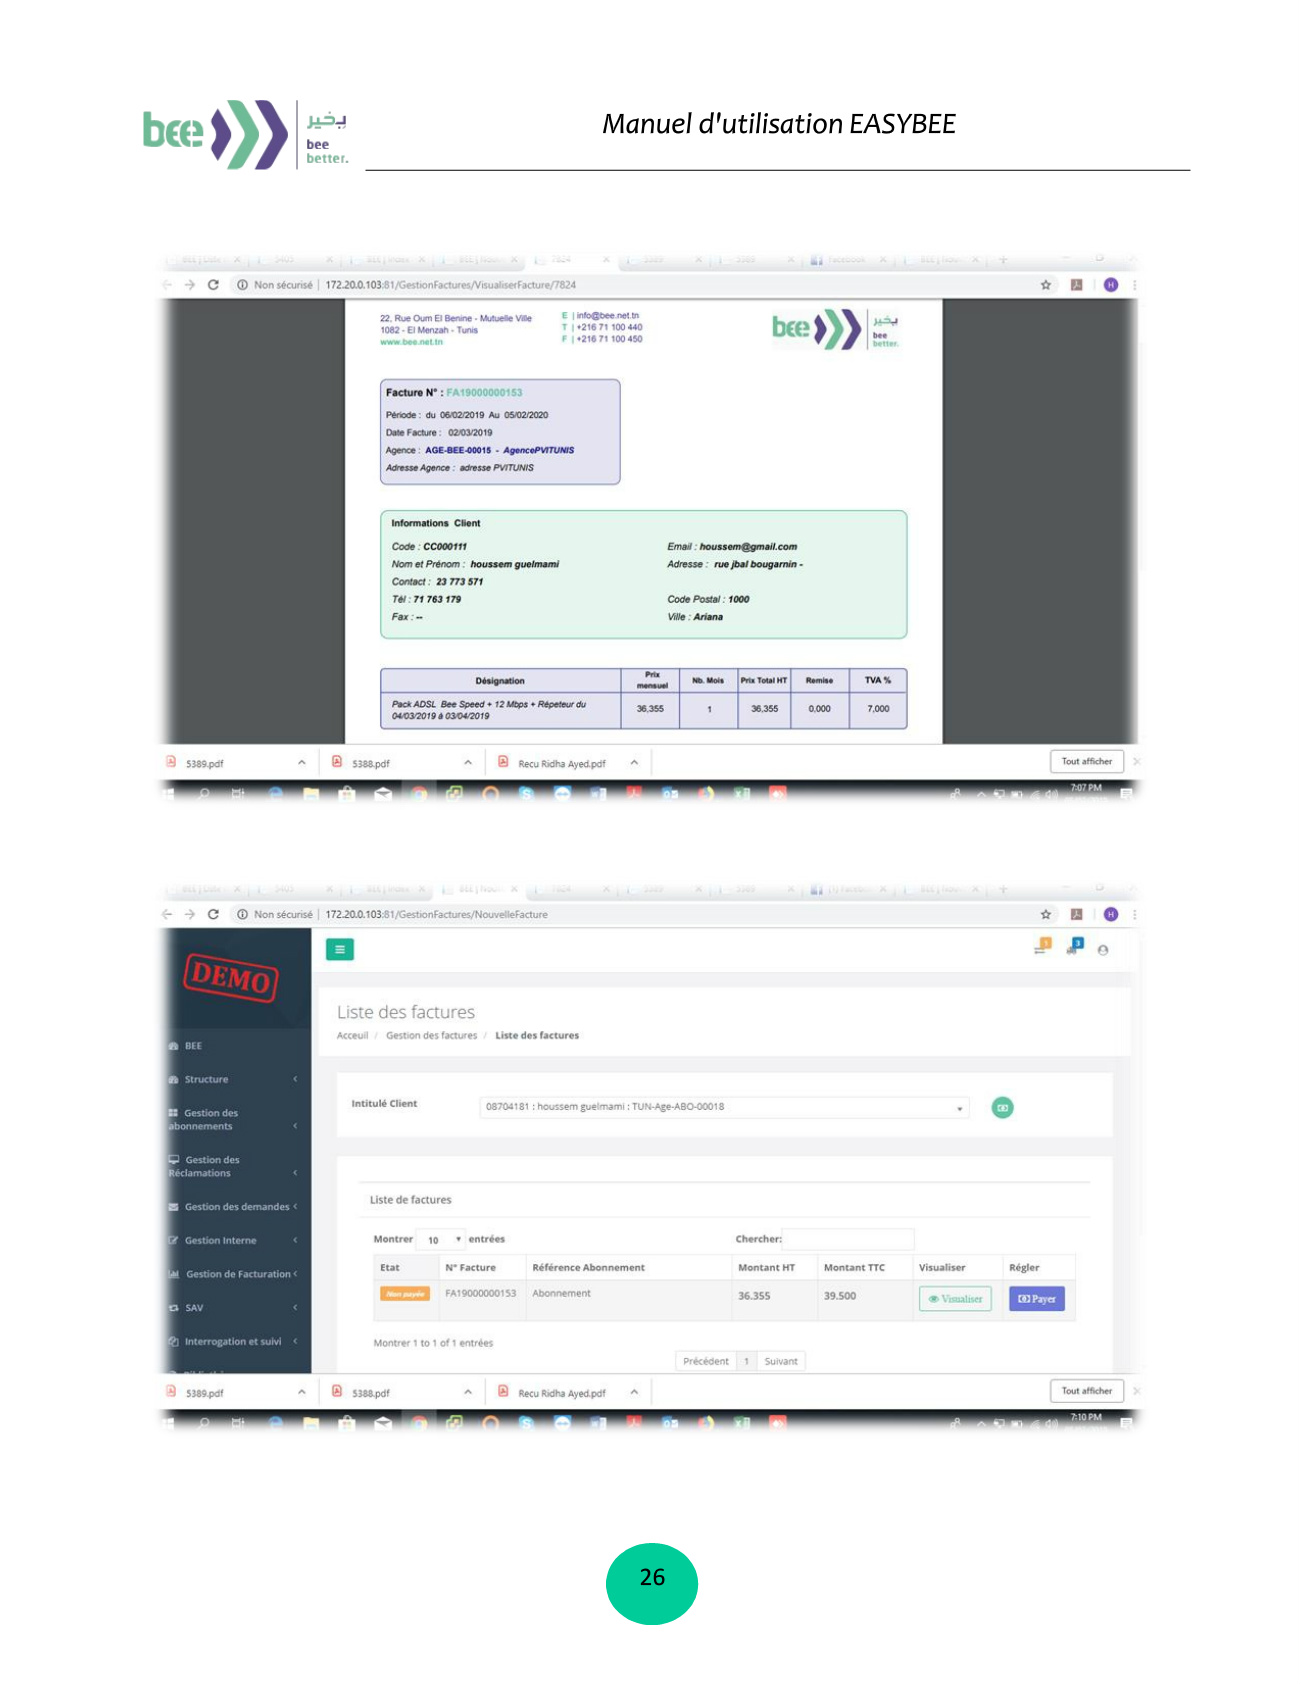 bee
بخير
bee
better.
Manuel d'utilisation EASYBEE
Non sécurisé | 172.20.0.103:81/GestionFactures/VisualiserFacture/7824
22, Rue Oum El Benine - Mutuelle Ville
1082 - El Menzah - Tunis
www.bee.net.tn
E | info@bee.net.tn
T | +216 71 100 440
F | +216 71 100 450
bee
بخير
bee
better.
Facture N° : FA19000000153
Période : du 06/02/2019 Au 05/02/2020
Date Facture : 02/03/2019
Agence : AGE-BEE-00015 - AgencePVITUNIS
Adresse Agence : adresse PVITUNIS
Informations Client
Code : CC000111 Email : houssem@gmail.com
Nom et Prénom : houssem guelmami Adresse : rue jbal bougarnin -
Contact : 23 773 571
Tél : 71 763 179 Code Postal : 1000
Fax : -- Ville : Ariana
Désignation Prix mensuel Nb. Mois Prix Total HT Remise TVA %
Pack ADSL Bee Speed + 12 Mbps + Répeteur du
04/03/2019 à 03/04/2019
36,355 1 36,355 0,000 7,000
5389.pdf 5388.pdf Recu Ridha Ayed.pdf Tout afficher
7:07 PM
Non sécurisé | 172.20.0.103:81/GestionFactures/NouvelleFacture
DEMO
1 3
BEE
Structure
Gestion des
abonnements
Gestion des
Réclamations
Gestion des demandes
Gestion Interne
Gestion de Facturation
SAV
Interrogation et suivi
Liste des factures
Acceuil / Gestion des factures / Liste des factures
Intitulé Client 08704181 : houssem guelmami : TUN-Age-ABO-00018
Liste de factures
Montrer 10 entrées Chercher:
Etat N° Facture Référence Abonnement Montant HT Montant TTC Visualiser Régler
Non payée FA19000000153 Abonnement 36.355 39.500 Visualiser Payer
Montrer 1 to 1 of 1 entrées
Précédent 1 Suivant
5389.pdf 5388.pdf Recu Ridha Ayed.pdf Tout afficher
7:10 PM
26